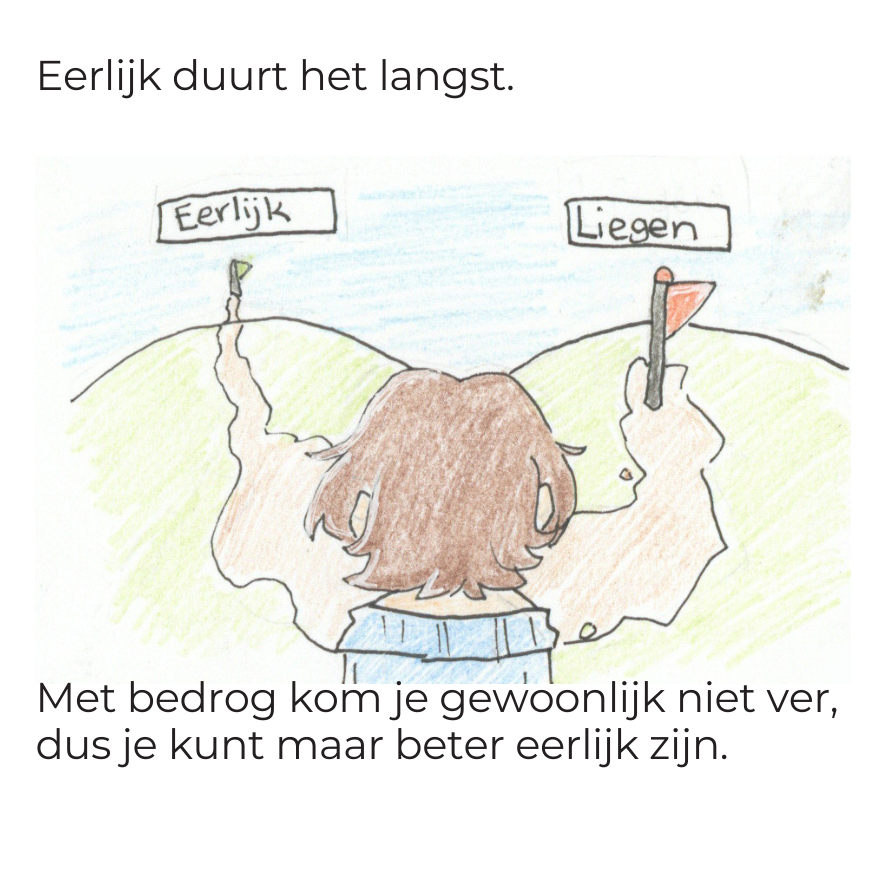 Eerlijk duurt het langst.
Eerlijk
Liegen
Met bedrog kom je gewoonlijk niet ver,
dus je kunt maar beter eerlijk zijn.